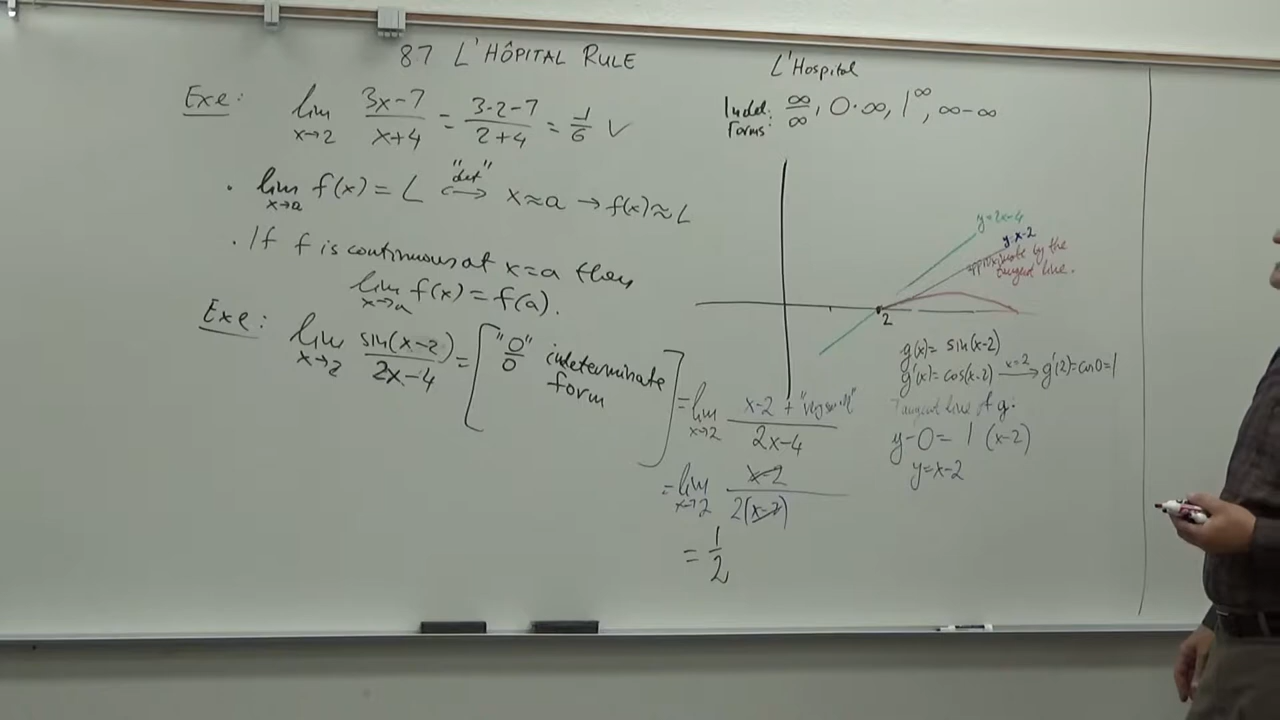 87 L'HÔPITAL RULE
Exe: lim x→2 3x-7/x+4 = 3·2-7/2+4 = -1/6 √
· lim x→a f(x) = L "def" ⟷ x≈a → f(x)≈L
· If f is continuous at x=a then
lim x→a f(x) = f(a).
Exe: lim x→2 sin(x-2)/2x-4 = ["0/0" indeterminate form]
= lim x→2 x-2 + /2x-4
= lim x→2 x-2/2(x-2)
= 1/2
L'Hospital
Indet. forms: ∞/∞, 0·∞, 1^∞, ∞-∞
y=2x-4
y=x-2
approximate by the
tangent line.
2
g(x)= sin(x-2)
g'(x)=cos(x-2) x=2 → g'(2)=cos0=1
Tangent line of g:
y-0= 1 (x-2)
y=x-2